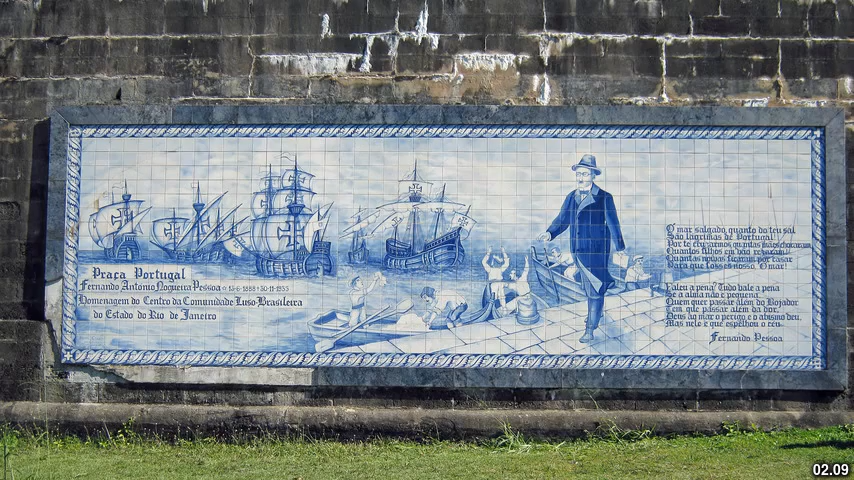 Praça Portugal
Fernando Antonio Nogueira Pessoa ☆ 13-6-1888 ✝ 30-11-1935
Homenagem do Centro da Comunidade Luso-Brasileira
do Estado do Rio de Janeiro
O mar salgado, quanto do teu sal
São lágrimas de Portugal
Por te cruzarmos, quantas mães choraram
Quantos filhos em vão rezaram!
Quantas noivas ficaram por casar
Para que fosses nosso, O mar!
Valeu a pena? Tudo vale a pena
Se a alma não é pequena
Quem quer passar além do Bojador
Tem que passar além da dor.
Deus ao mar o perigo e o abismo deu,
Mas nele é que espelhou o céu.
Fernando Pessoa
02.09